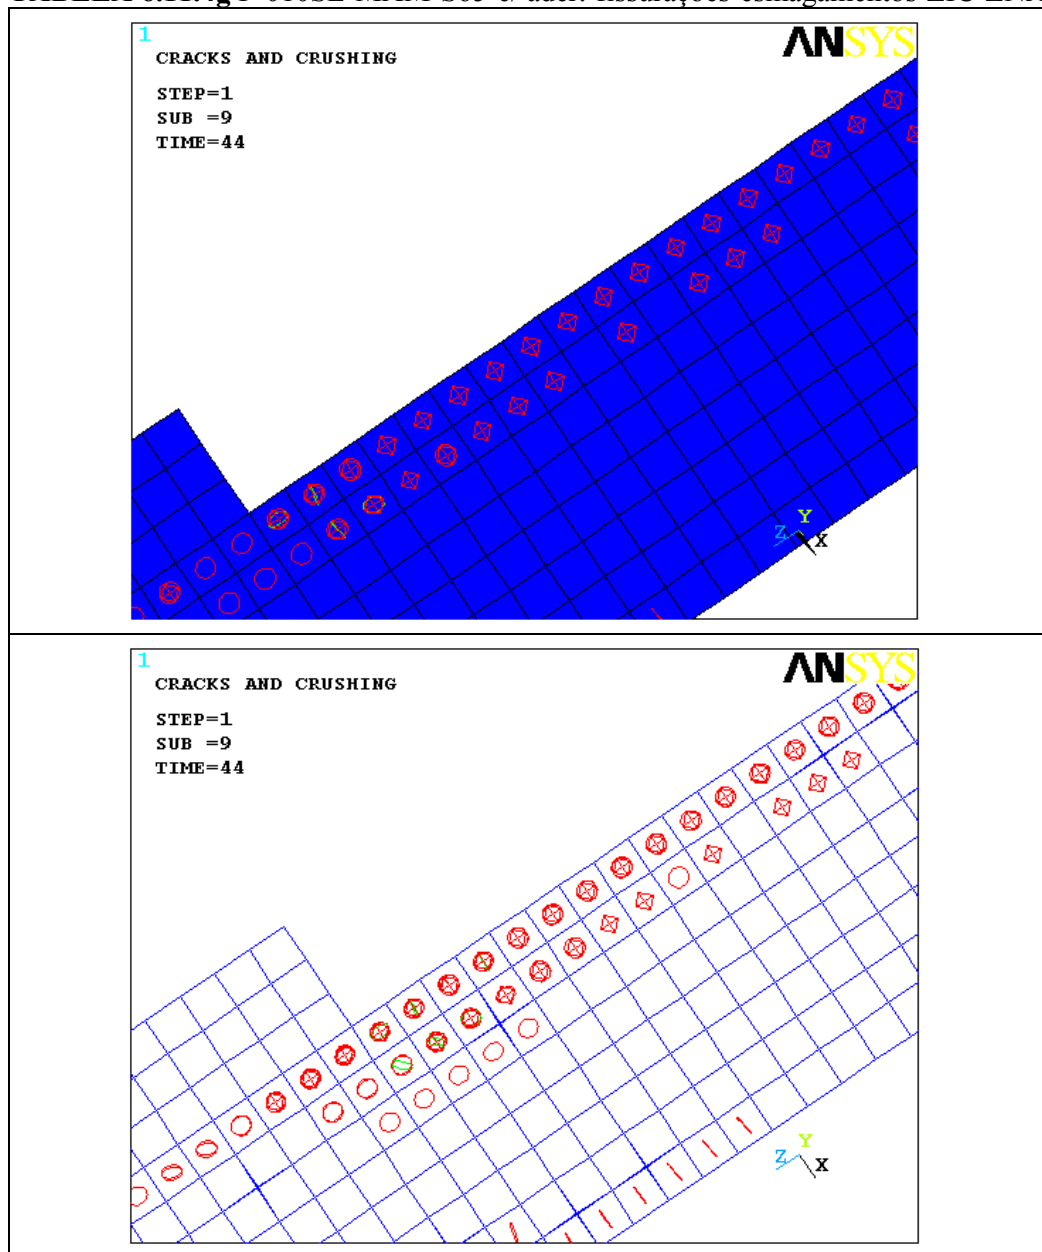 1
ANSYS
CRACKS AND CRUSHING
STEP=1
SUB =9
TIME=44
Y
Z
X
1
ANSYS
CRACKS AND CRUSHING
STEP=1
SUB =9
TIME=44
Y
Z
X